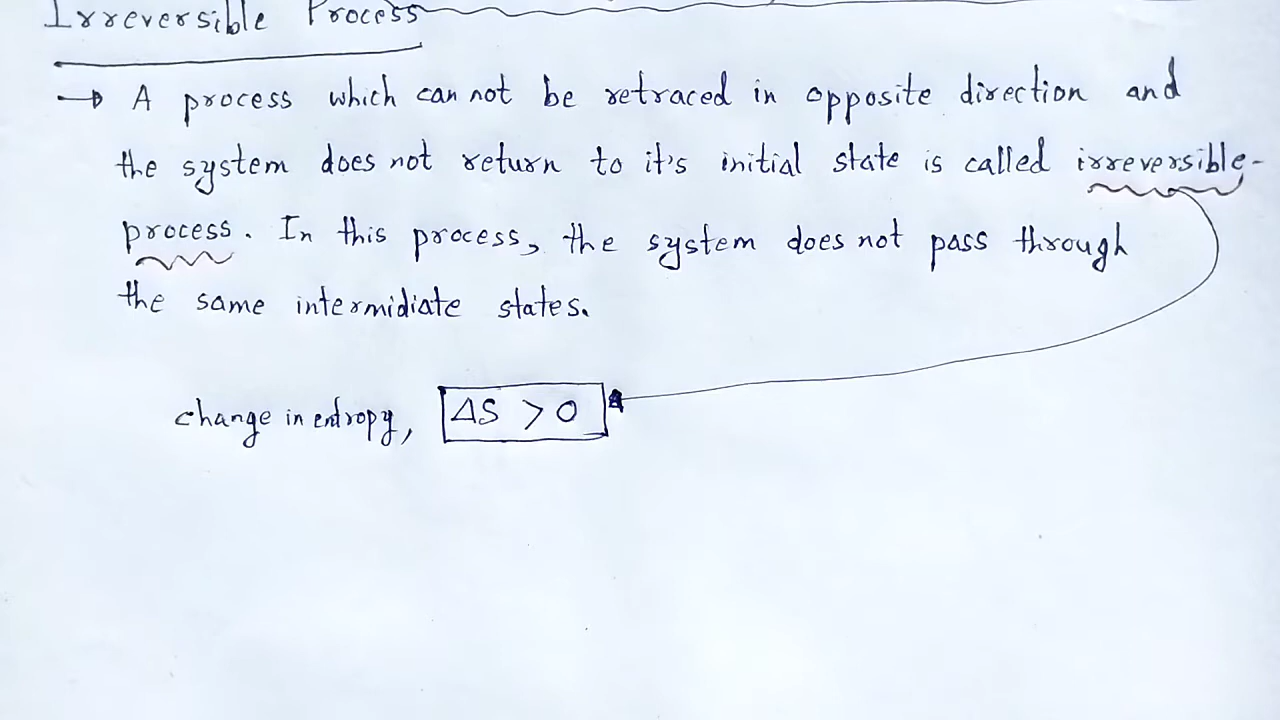 Irreversible Process
→ A process which can not be retraced in opposite direction and
the system does not return to it's initial state is called irreversible-
process. In this process, the system does not pass through
the same intermidiate states.
change in entropy, ΔS > 0